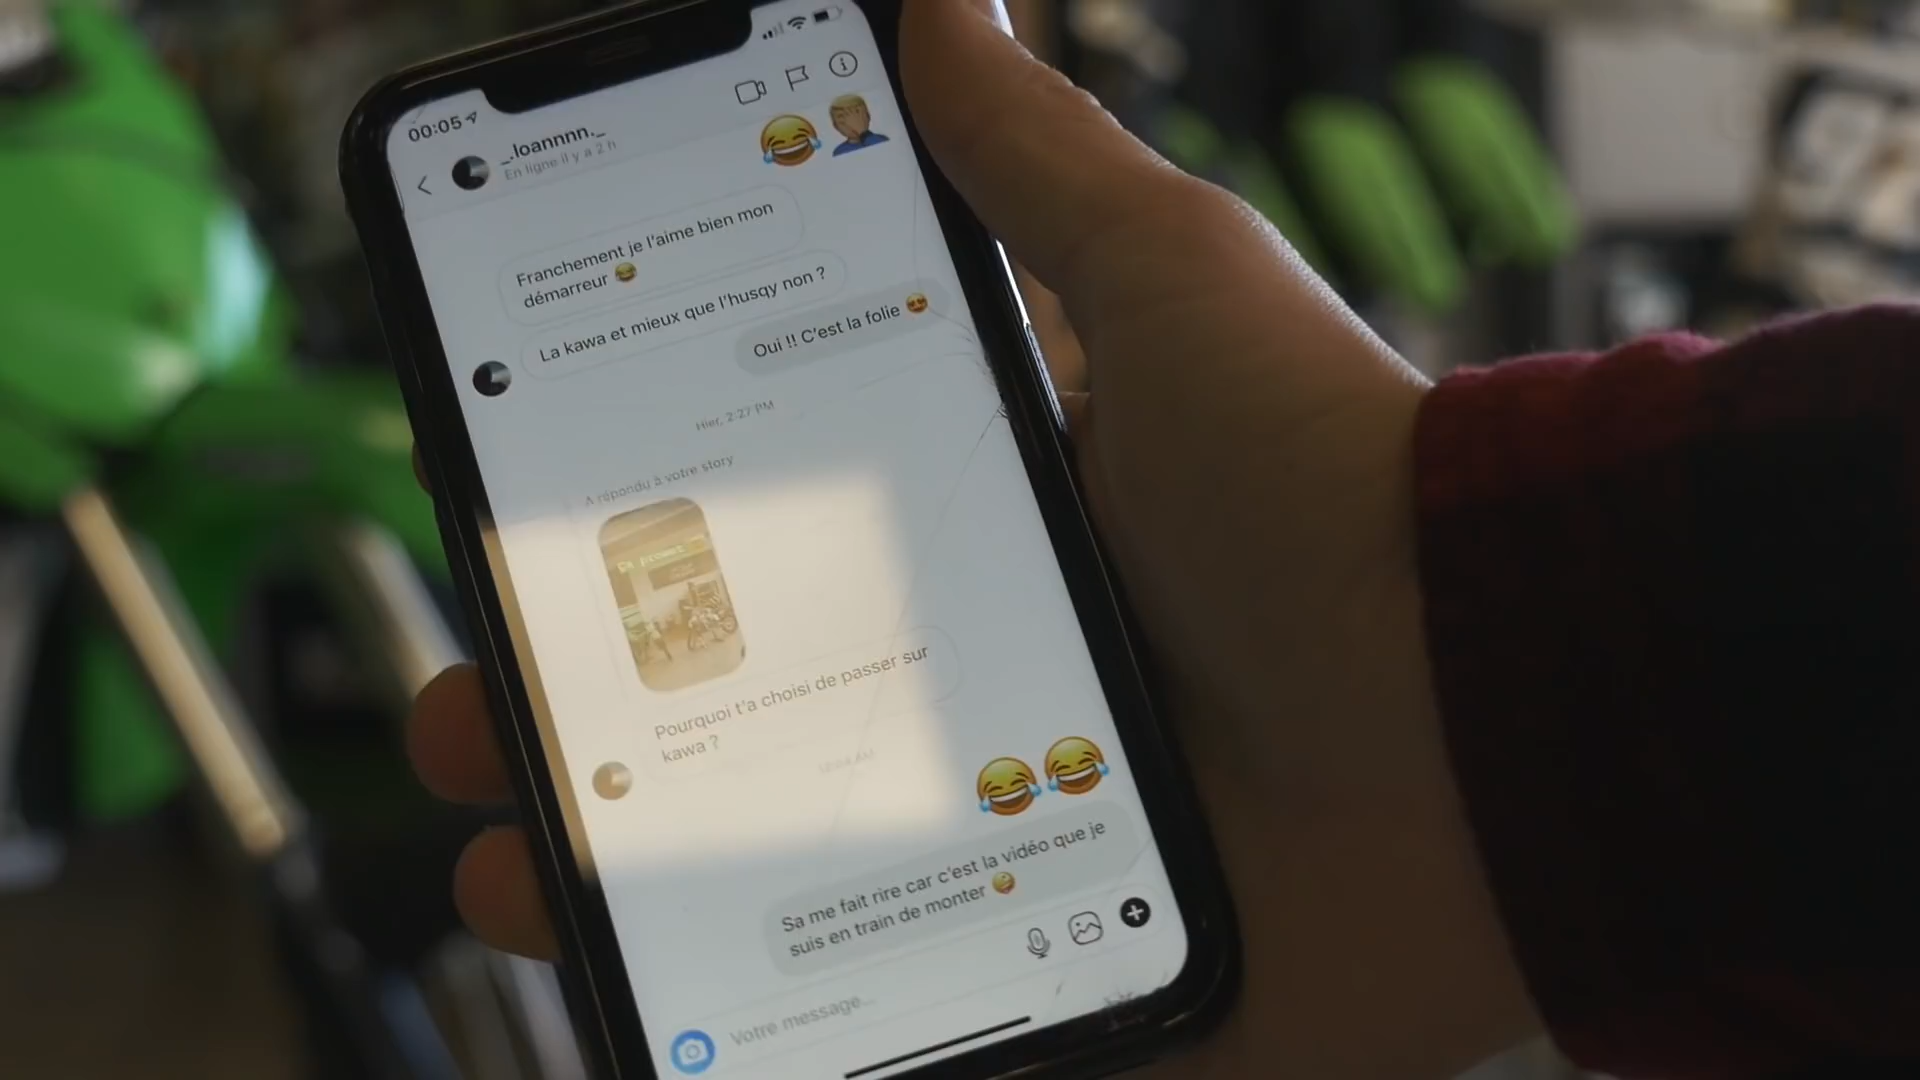 00:05
_.loannnn._
En ligne il y a 2 h
😂 🤦
Franchement je l'aime bien mon
démarreur 😂
La kawa et mieux que l'husqy non ?
Oui !! C'est la folie 😍
Hier, 2:27 PM
A répondu à votre story
Pourquoi t'a choisi de passer sur
kawa ?
😂😂
Sa me fait rire car c'est la vidéo que je
suis en train de monter 🤪
Votre message...